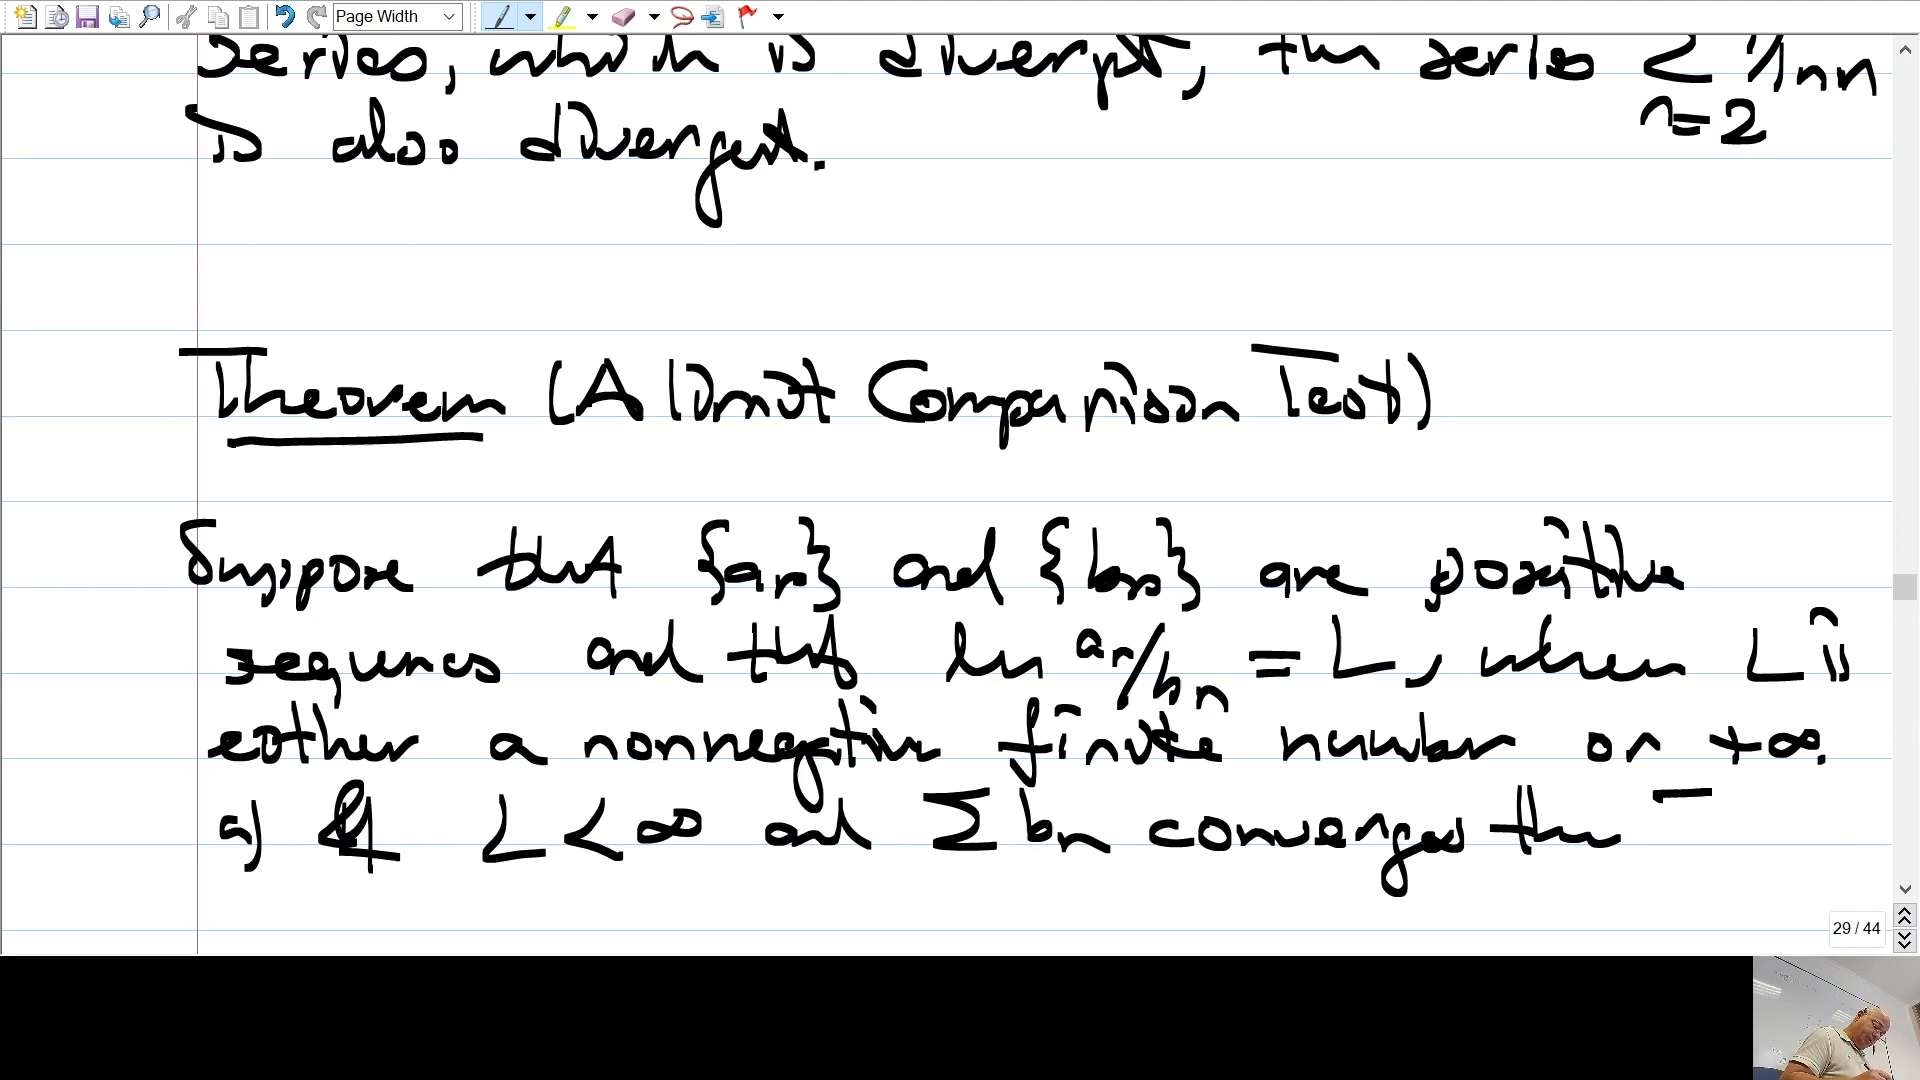 Page Width
series, which is divergent, the series Σ 1/ln n
n=2
is also divergent.
Theorem (A limit Comparison Test)
Suppose that {an} and {bn} are positive
sequences and that lim an/bn = L, where L is
either a nonnegative finite number or +∞.
a) If L < ∞ and Σ bn converges then
29 / 44